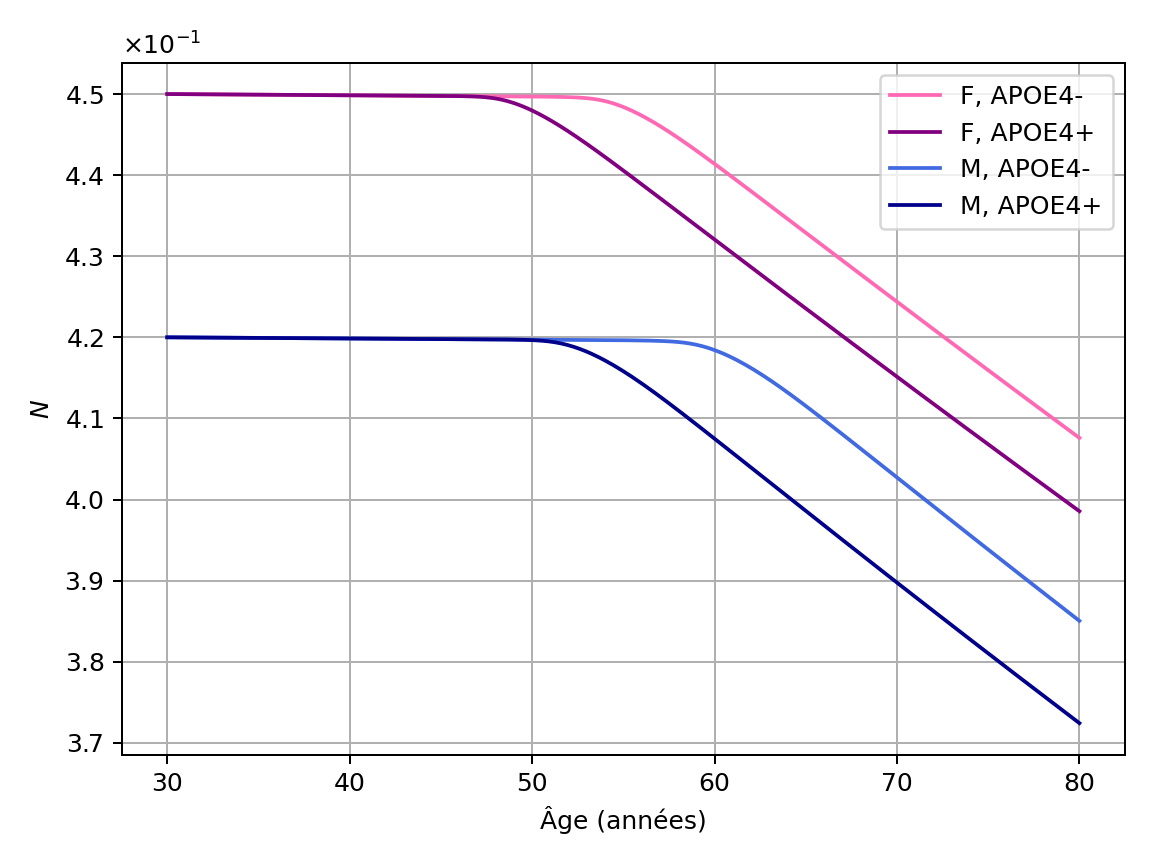 ×10⁻¹
4.5
4.4
4.3
4.2
4.1
4.0
3.9
3.8
3.7
N
30 40 50 60 70 80
Âge (années)
F, APOE4-
F, APOE4+
M, APOE4-
M, APOE4+